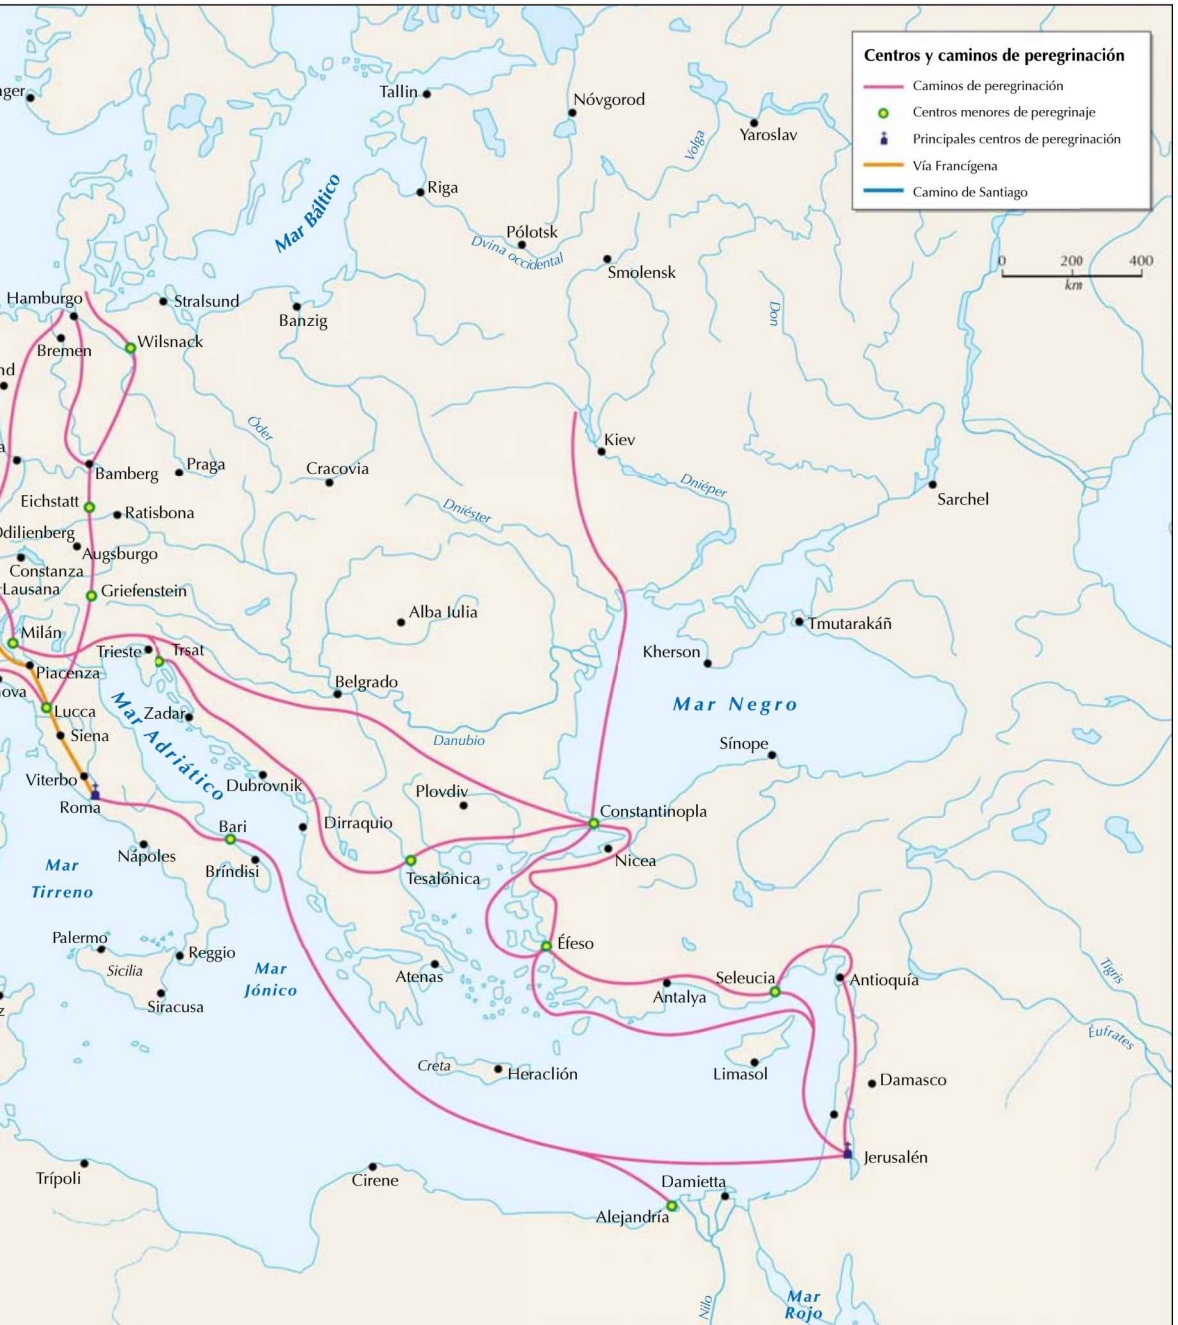 Centros y caminos de peregrinación
Caminos de peregrinación
Centros menores de peregrinaje
Principales centros de peregrinación
Vía Francígena
Camino de Santiago
0 200 400
km
nger
Tallin
Nóvgorod
Yaroslav
Volga
Mar Báltico
Riga
Pólotsk
Dvina occidental
Smolensk
Don
Hamburgo
Stralsund
Banzig
Bremen
Wilsnack
nd
Óder
Kiev
a
Bamberg
Praga
Cracovia
Dniéper
Sarchel
Eichstatt
Ratisbona
Dniéster
Odilienberg
Augsburgo
Constanza
Lausana
Griefenstein
Alba Iulia
Tmutarakáñ
Milán
Trieste
Trsat
Kherson
Piacenza
nova
Belgrado
Lucca
Zadar
Mar Adriático
Mar Negro
Siena
Danubio
Sínope
Viterbo
Dubrovnik
Plovdiv
Roma
Constantinopla
Bari
Dirraquio
Nápoles
Nicea
Mar
Tirreno
Bríndisi
Tesalónica
Palermo
Reggio
Éfeso
Sicilia
Mar
Jónico
Atenas
Seleucia
Antioquía
Tigris
Siracusa
Antalya
z
Éufrates
Creta
Heraclión
Limasol
Damasco
Jerusalén
Trípoli
Cirene
Damietta
Alejandría
Nilo
Mar
Rojo